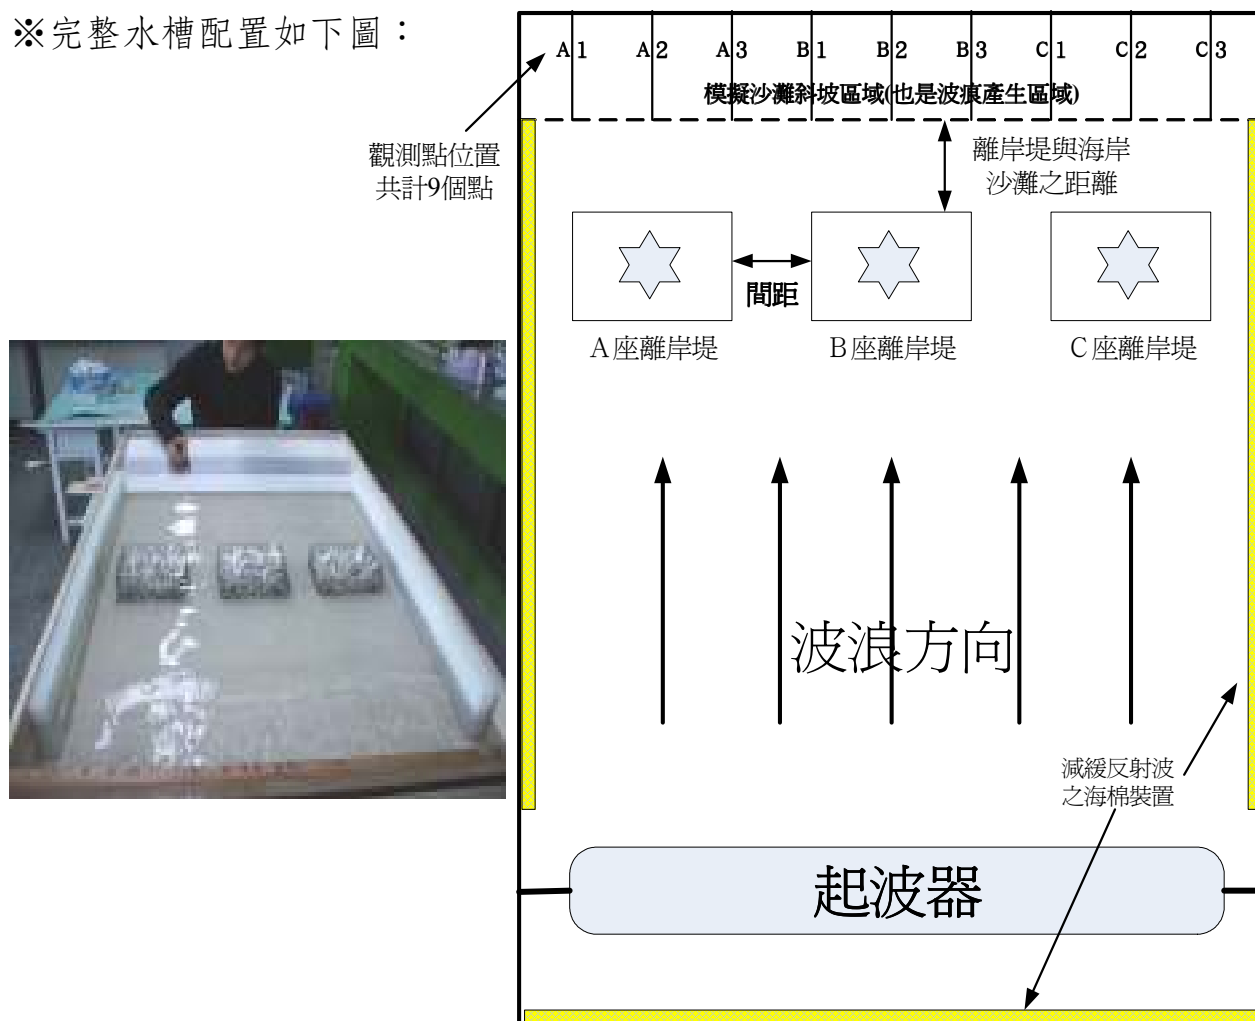 ※完整水槽配置如下圖：
A1 A2 A3 B1 B2 B3 C1 C2 C3
模擬沙灘斜坡區域(也是波痕產生區域)
觀測點位置
共計9個點
離岸堤與海岸
沙灘之距離
間距
A座離岸堤 B座離岸堤 C座離岸堤
波浪方向
減緩反射波
之海棉裝置
起波器